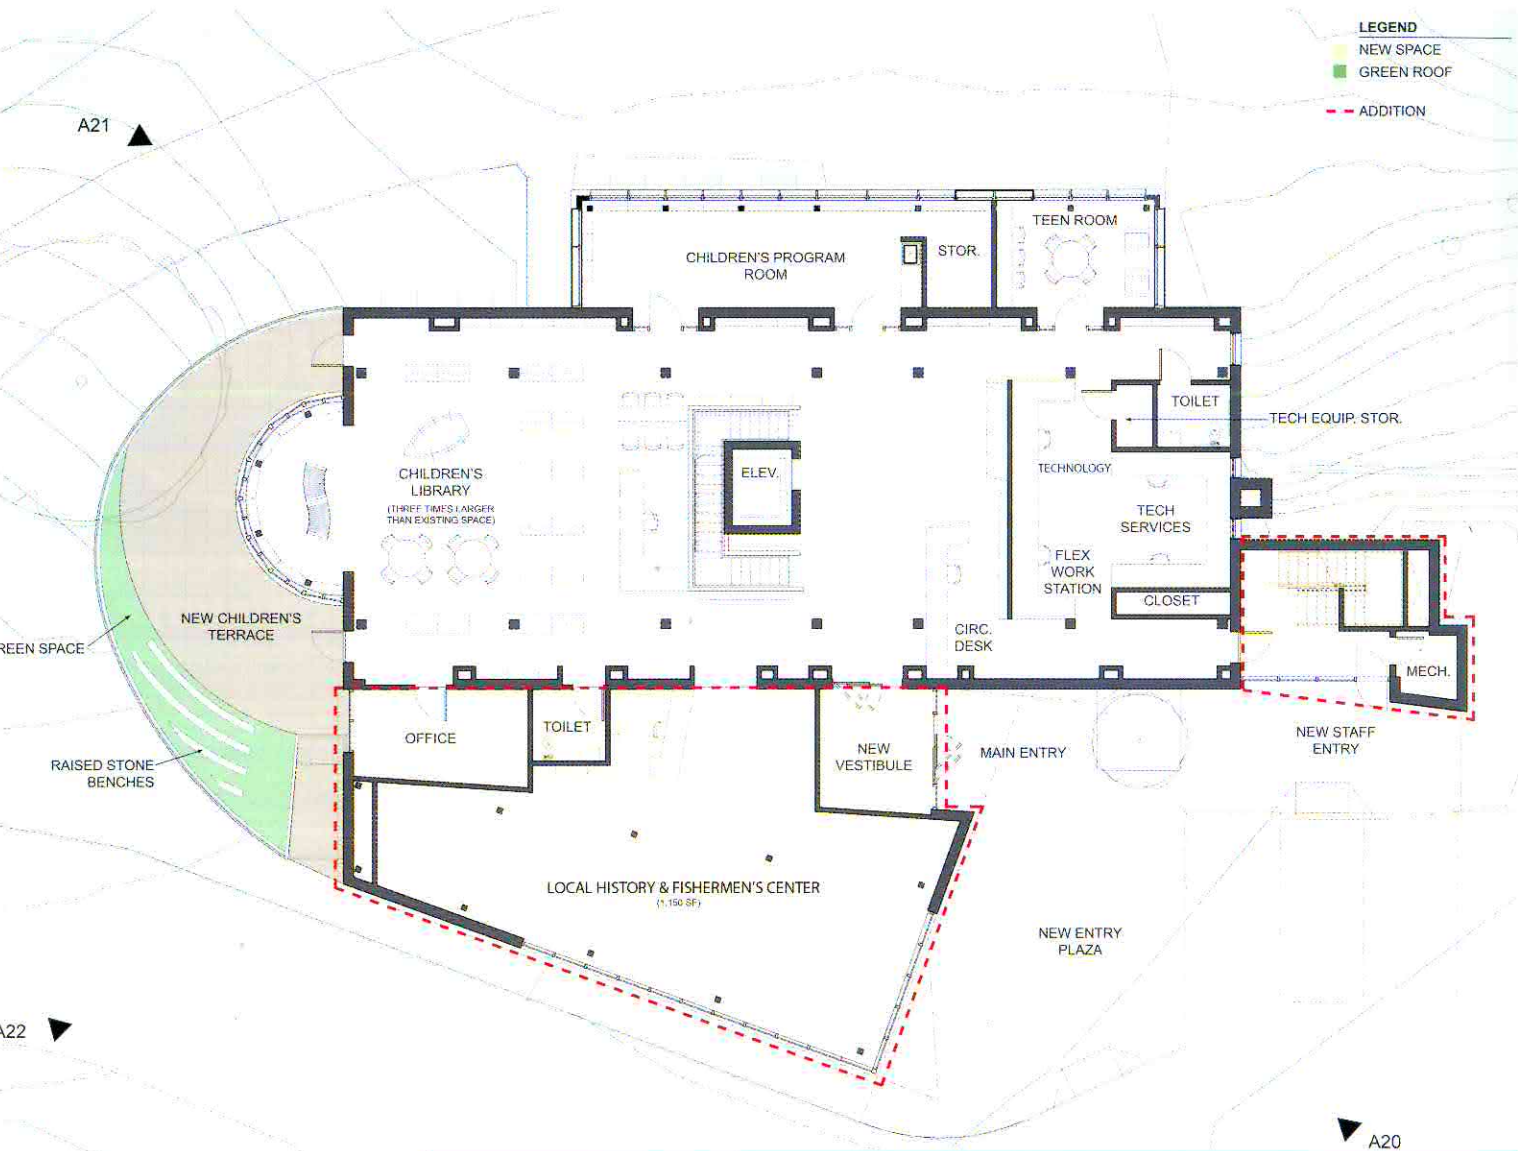 LEGEND
NEW SPACE
GREEN ROOF
ADDITION
A21
TEEN ROOM
STOR.
CHILDREN'S PROGRAM
ROOM
TOILET
TECH EQUIP. STOR.
TECHNOLOGY
ELEV.
CHILDREN'S
LIBRARY
(THREE TIMES LARGER
THAN EXISTING SPACE)
TECH
SERVICES
FLEX
WORK
STATION
CLOSET
NEW CHILDREN'S
TERRACE
REEN SPACE
CIRC.
DESK
MECH.
OFFICE
TOILET
NEW
VESTIBULE
MAIN ENTRY
NEW STAFF
ENTRY
RAISED STONE
BENCHES
LOCAL HISTORY & FISHERMEN'S CENTER
(1,150 SF)
NEW ENTRY
PLAZA
A22
A20